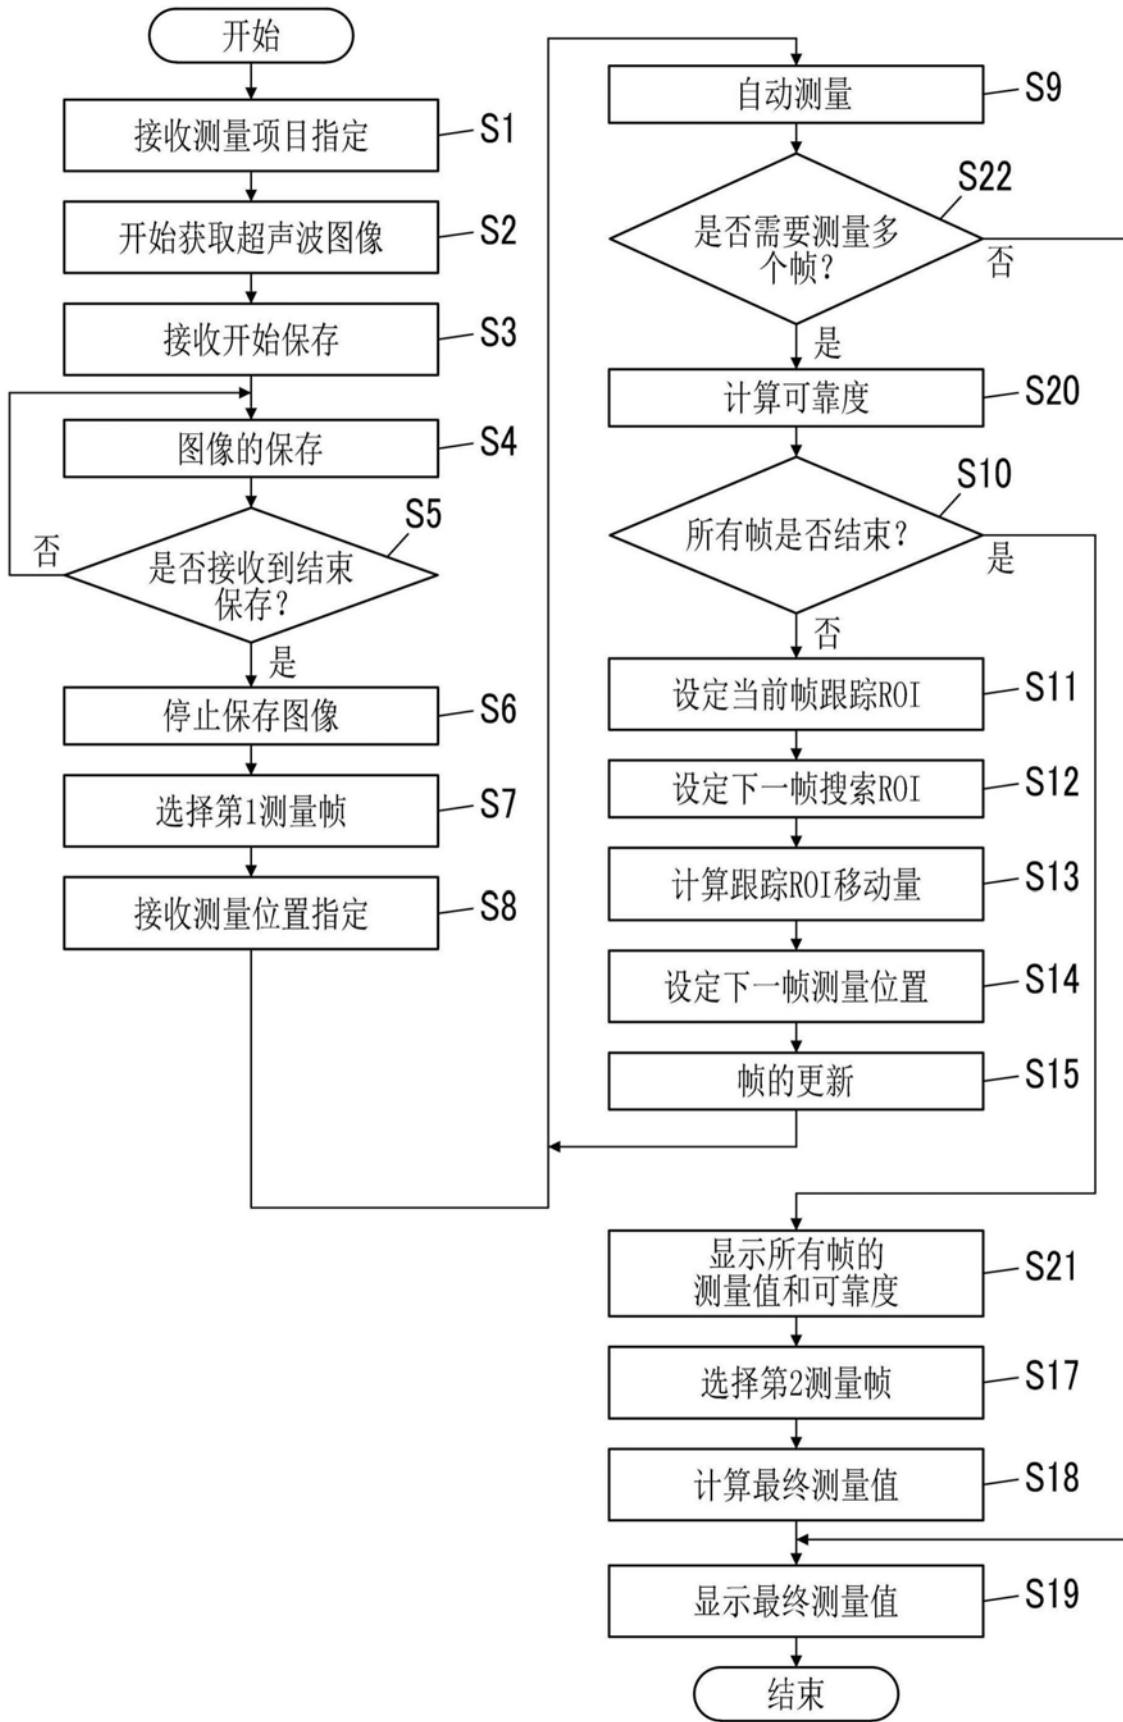 开始
接收测量项目指定
S1
开始获取超声波图像
S2
接收开始保存
S3
图像的保存
S4
S5
否
是否接收到结束
保存?
是
停止保存图像
S6
选择第1测量帧
S7
接收测量位置指定
S8
自动测量
S9
S22
是否需要测量多
个帧?
否
是
计算可靠度
S20
S10
所有帧是否结束?
是
否
设定当前帧跟踪ROI
S11
设定下一帧搜索ROI
S12
计算跟踪ROI移动量
S13
设定下一帧测量位置
S14
帧的更新
S15
显示所有帧的
测量值和可靠度
S21
选择第2测量帧
S17
计算最终测量值
S18
显示最终测量值
S19
结束